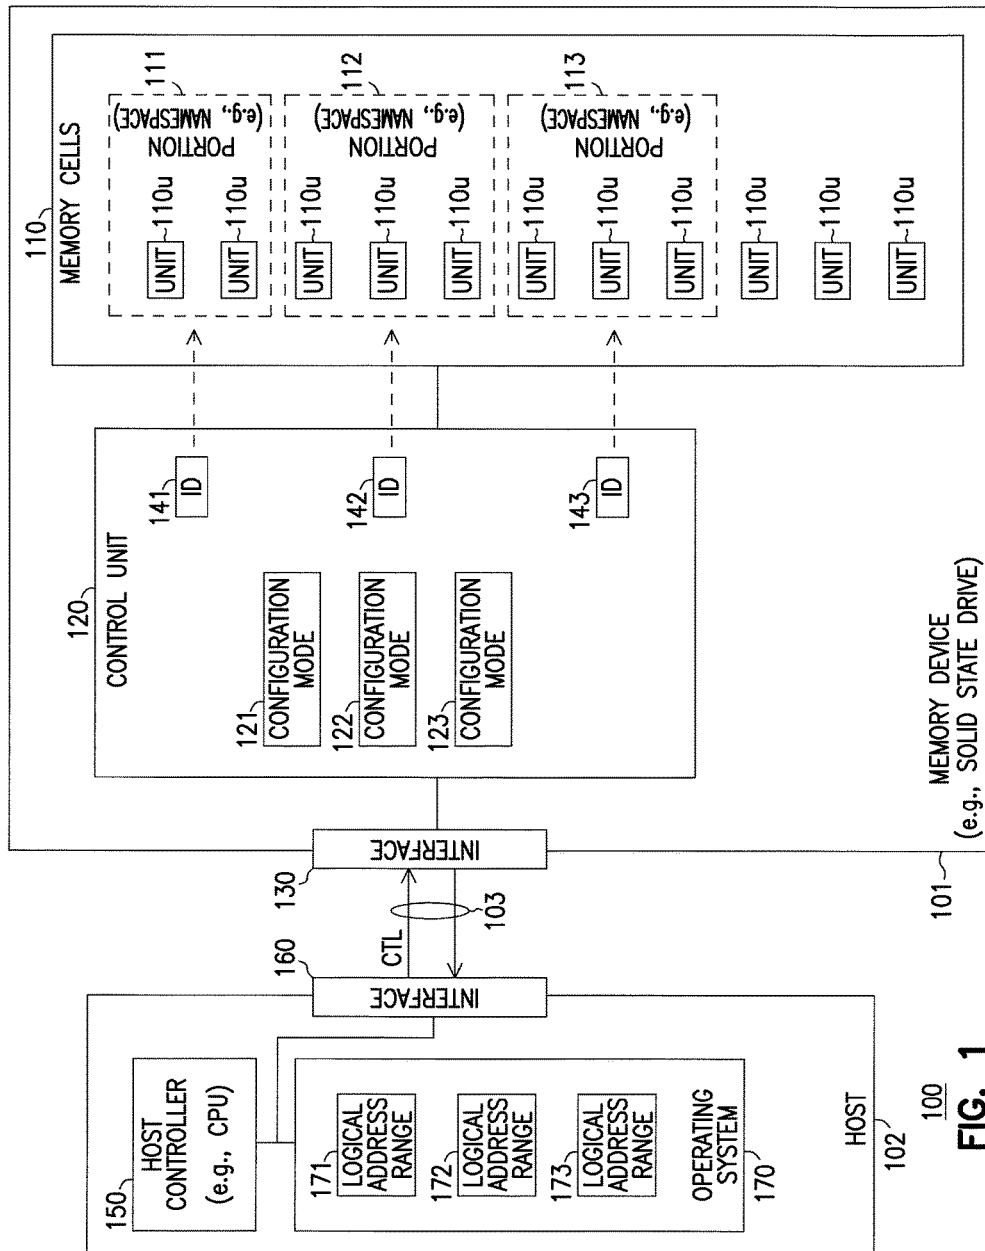 150
HOST
CONTROLLER
(e.g., CPU)
171
LOGICAL
ADDRESS
RANGE
172
LOGICAL
ADDRESS
RANGE
173
LOGICAL
ADDRESS
RANGE
OPERATING
SYSTEM
170
HOST
102
160
INTERFACE
CTL
103
130
INTERFACE
120
CONTROL UNIT
121
CONFIGURATION
MODE
122
CONFIGURATION
MODE
123
CONFIGURATION
MODE
141
ID
142
ID
143
ID
110
MEMORY CELLS
UNIT
110u
UNIT
110u
PORTION
(e.g., NAMESPACE)
111
UNIT
110u
UNIT
110u
UNIT
110u
PORTION
(e.g., NAMESPACE)
112
UNIT
110u
UNIT
110u
UNIT
110u
PORTION
(e.g., NAMESPACE)
113
UNIT
110u
UNIT
110u
UNIT
110u
101
MEMORY DEVICE
(e.g., SOLID STATE DRIVE)
100
FIG. 1